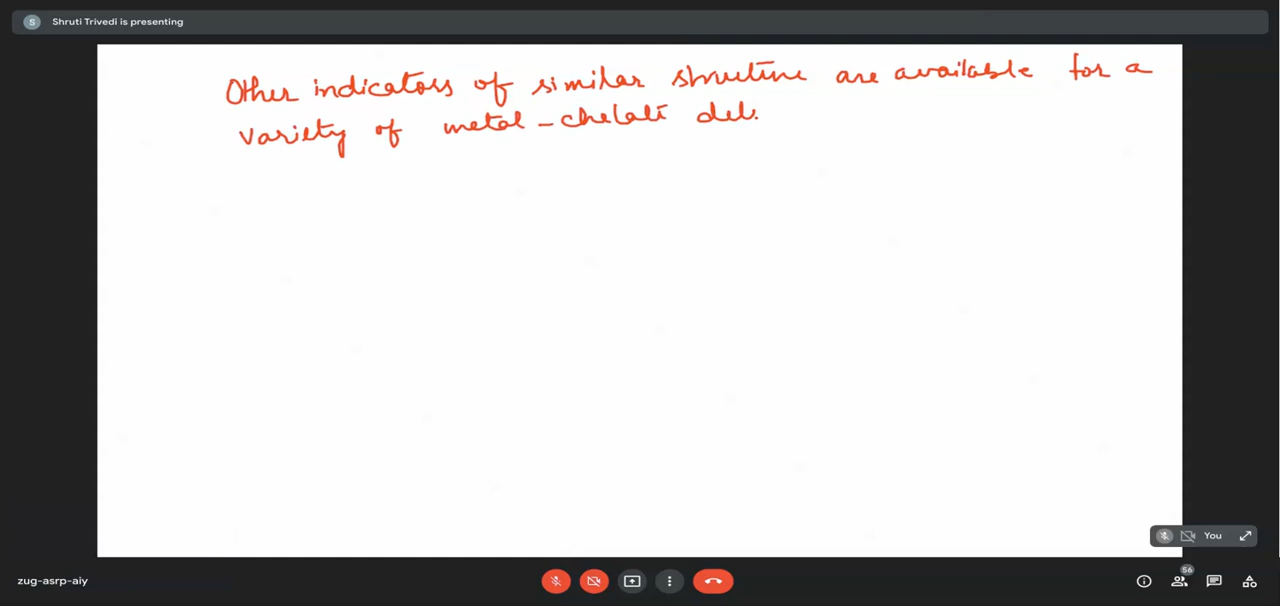 Shruti Trivedi is presenting
S
Other indicators of similar structure are available for a
variety of metal - chelate det.
You
zug-asrp-aiy
56